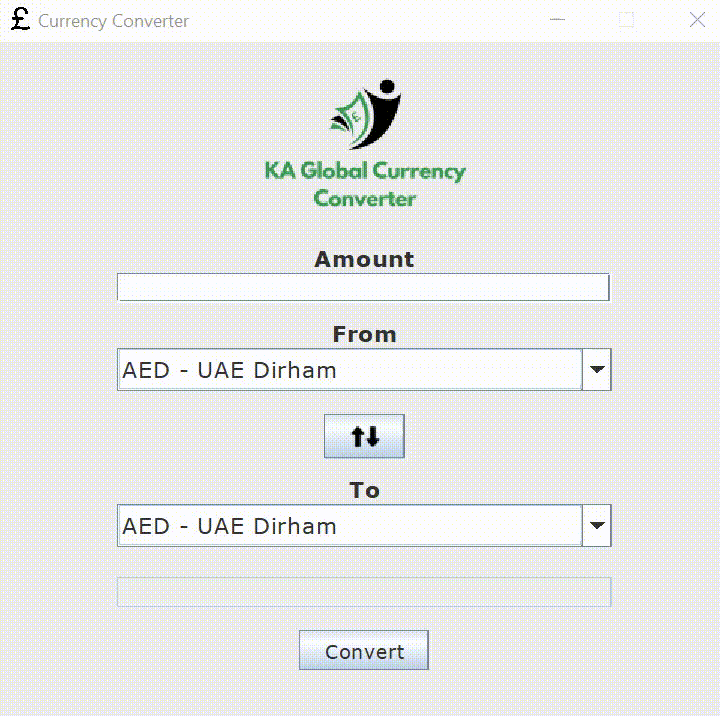 £ Currency Converter
£
KA Global Currency
Converter
Amount
From
AED - UAE Dirham
To
AED - UAE Dirham
Convert